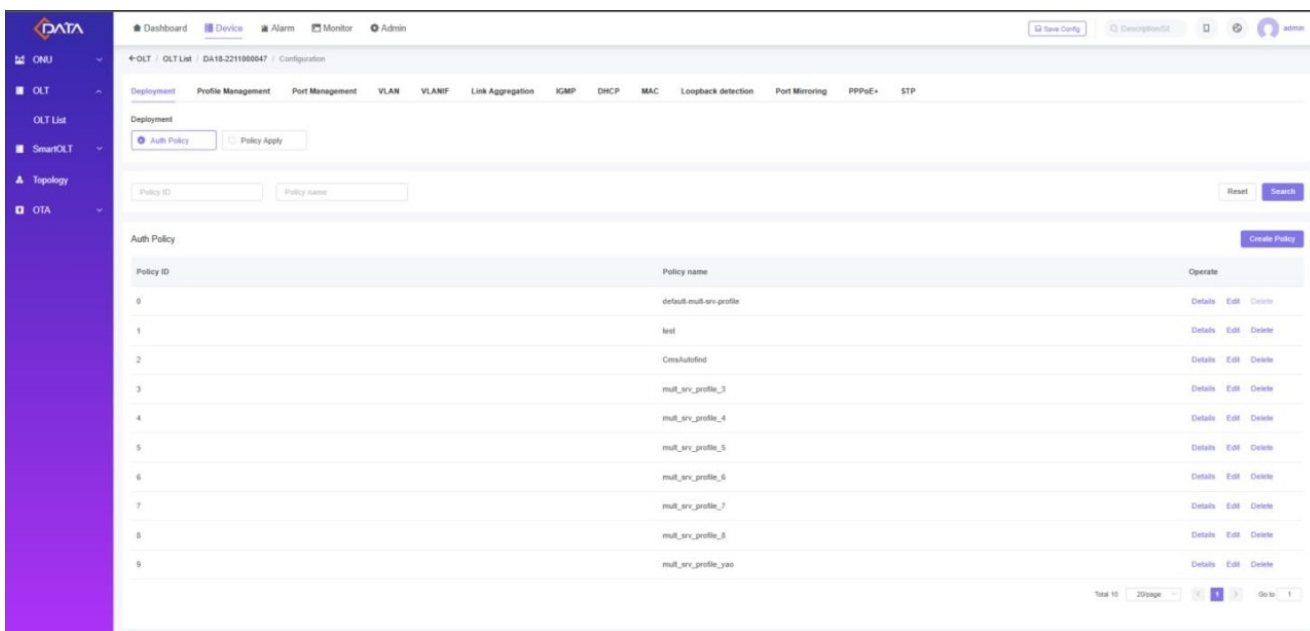 DATA
Dashboard Device Alarm Monitor Admin
Save Config
DescriptionSI
admin
ONU
OLT
OLT List
SmartOLT
Topology
OTA
OLT / OLT List / DA18-2211000047 / Configuration
Deployment Profile Management Port Management VLAN VLANIF Link Aggregation IGMP DHCP MAC Loopback detection Port Mirroring PPPoE+ STP
Deployment
Auth Policy Policy Apply
Policy ID Policy name Reset Search
Auth Policy Create Policy
Policy ID Policy name Operate
0 default-mult-srv-profile Details Edit Delete
1 test Details Edit Delete
2 CmsAutofind Details Edit Delete
3 mult_srv_profile_3 Details Edit Delete
4 mult_srv_profile_4 Details Edit Delete
5 mult_srv_profile_5 Details Edit Delete
6 mult_srv_profile_6 Details Edit Delete
7 mult_srv_profile_7 Details Edit Delete
8 mult_srv_profile_8 Details Edit Delete
9 mult_srv_profile_yao Details Edit Delete
Total 10 20/page < 1 > Go to 1